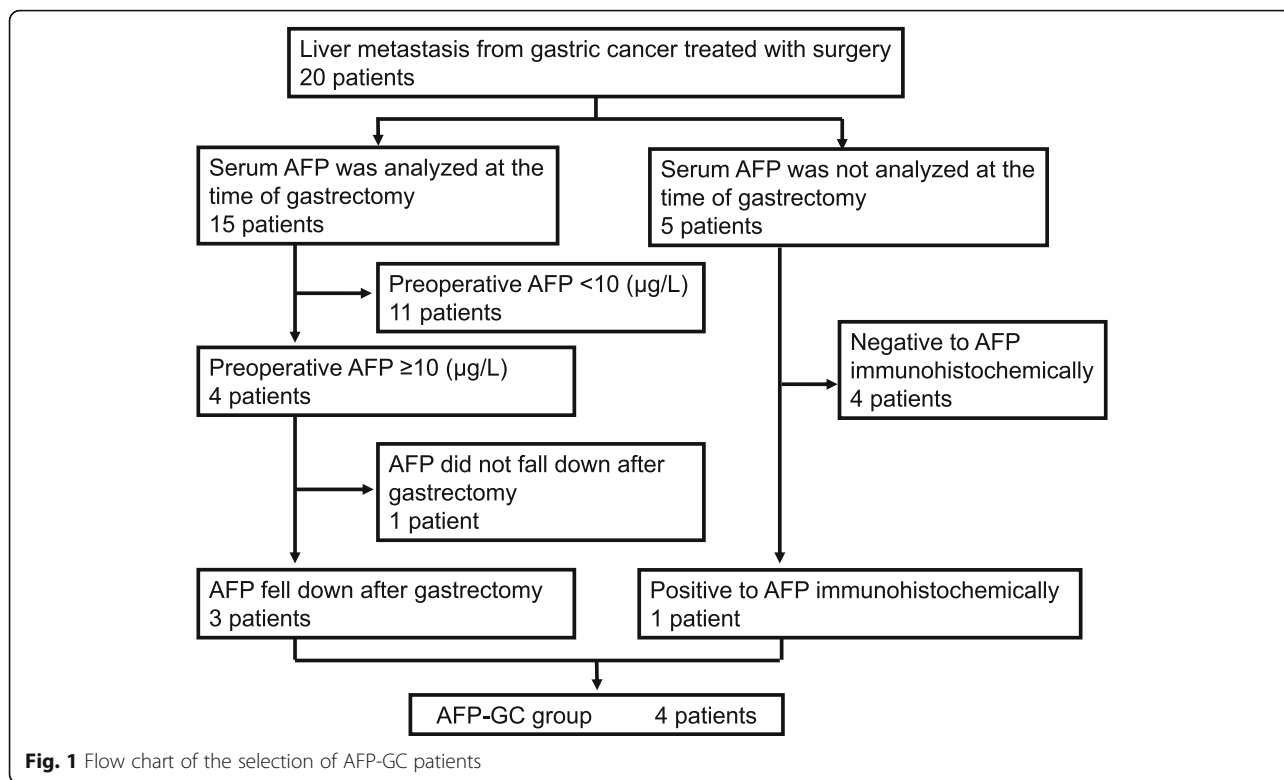 Liver metastasis from gastric cancer treated with surgery
20 patients
Serum AFP was analyzed at the
time of gastrectomy
15 patients
Serum AFP was not analyzed at the
time of gastrectomy
5 patients
Preoperative AFP <10 (µg/L)
11 patients
Preoperative AFP ≥10 (µg/L)
4 patients
Negative to AFP
immunohistochemically
4 patients
AFP did not fall down after
gastrectomy
1 patient
AFP fell down after gastrectomy
3 patients
Positive to AFP immunohistochemically
1 patient
AFP-GC group 4 patients
Fig. 1 Flow chart of the selection of AFP-GC patients